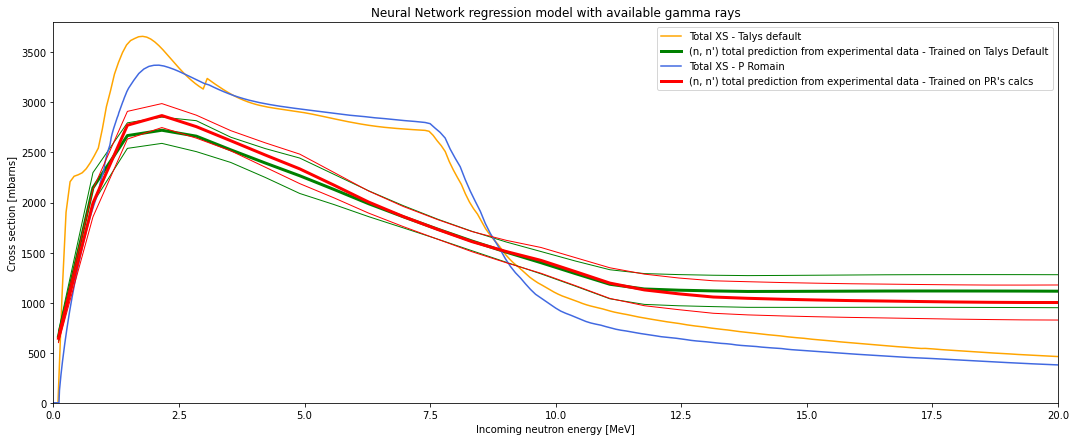 Neural Network regression model with available gamma rays
Total XS - Talys default
(n, n') total prediction from experimental data - Trained on Talys Default
Total XS - P Romain
(n, n') total prediction from experimental data - Trained on PR's calcs
Cross section [mbarns]
3500
3000
2500
2000
1500
1000
500
0
0.0 2.5 5.0 7.5 10.0 12.5 15.0 17.5 20.0
Incoming neutron energy [MeV]